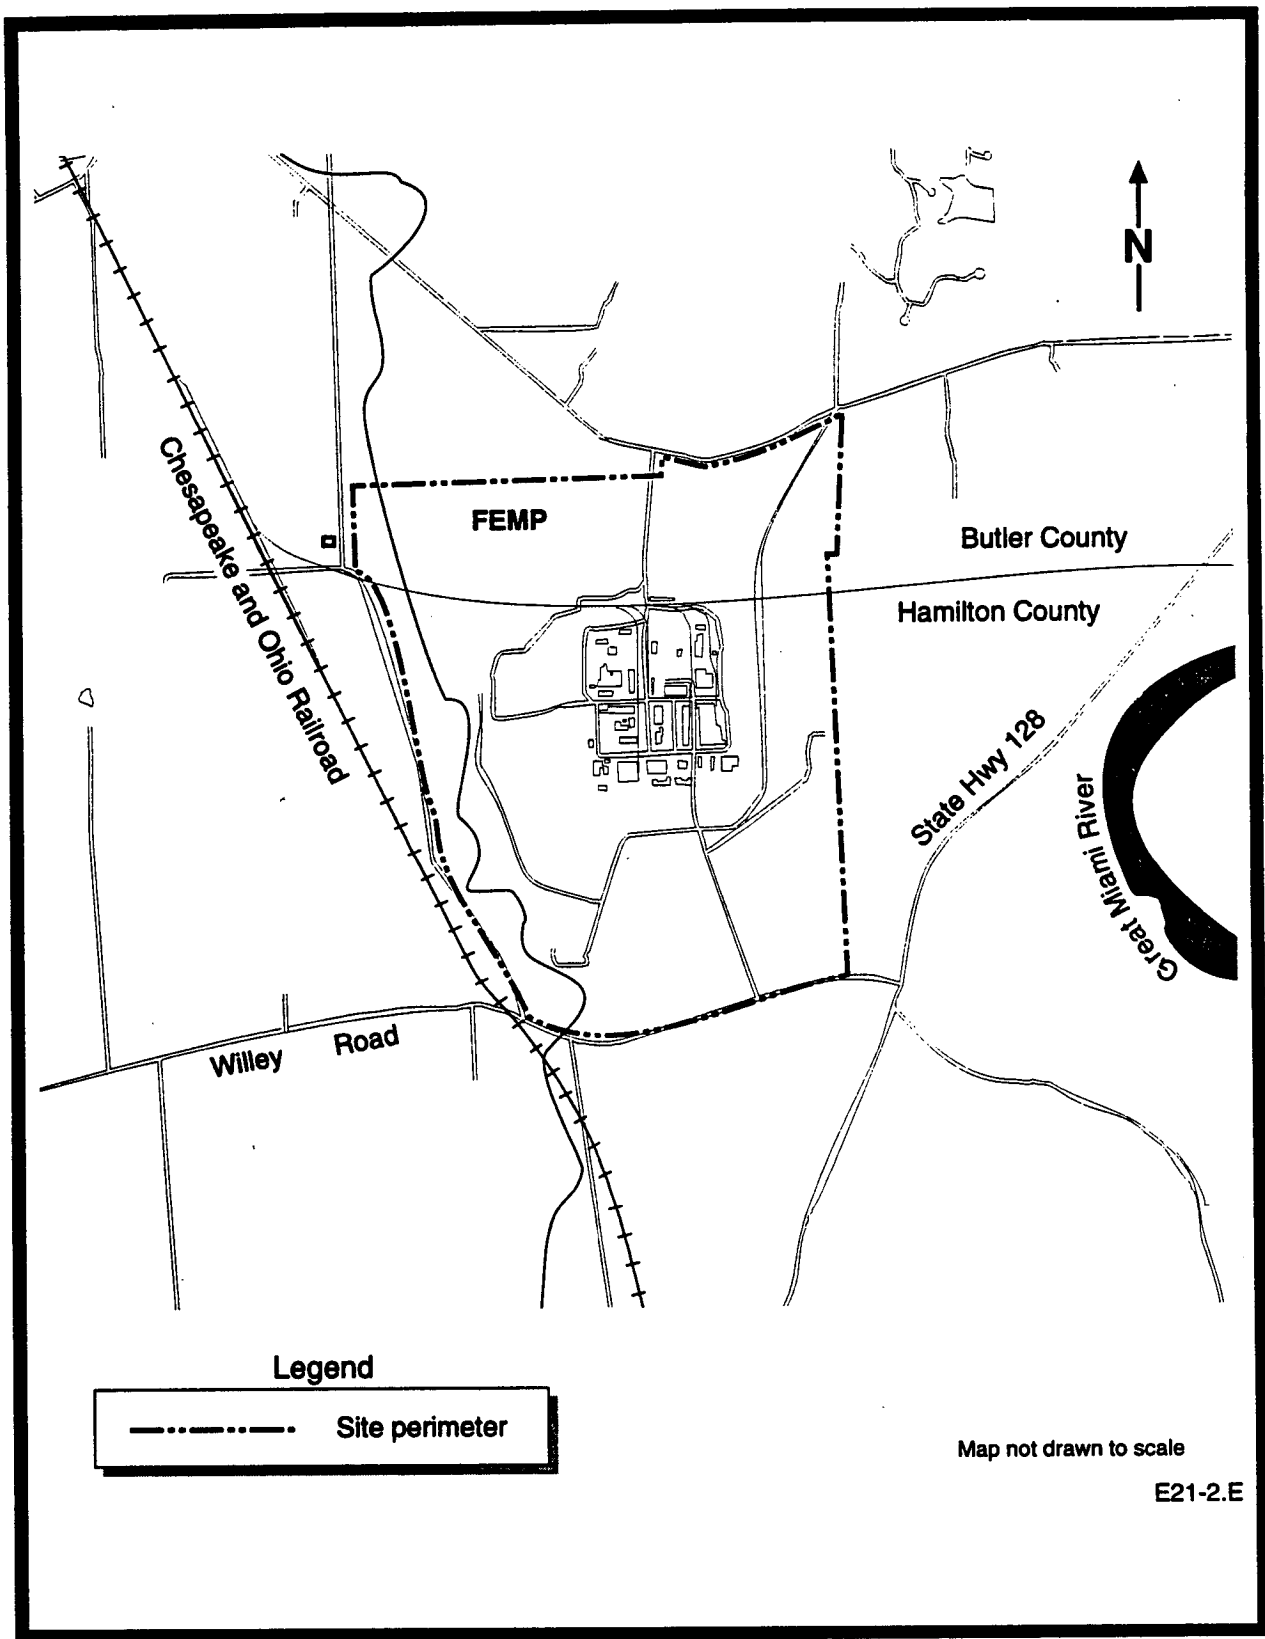 N
Chesapeake and Ohio Railroad
FEMP
Butler County
Hamilton County
State Hwy 128
Great Miami River
Willey Road
Legend
Site perimeter
Map not drawn to scale
E21-2.E